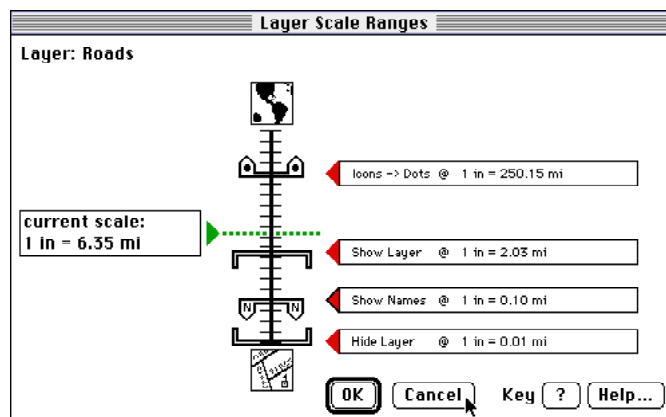 Layer Scale Ranges
Layer: Roads
Icons -> Dots @ 1 in = 250.15 mi
current scale:
1 in = 6.35 mi
Show Layer @ 1 in = 2.03 mi
N N
Show Names @ 1 in = 0.10 mi
Hide Layer @ 1 in = 0.01 mi
OK Cancel Key ? Help...